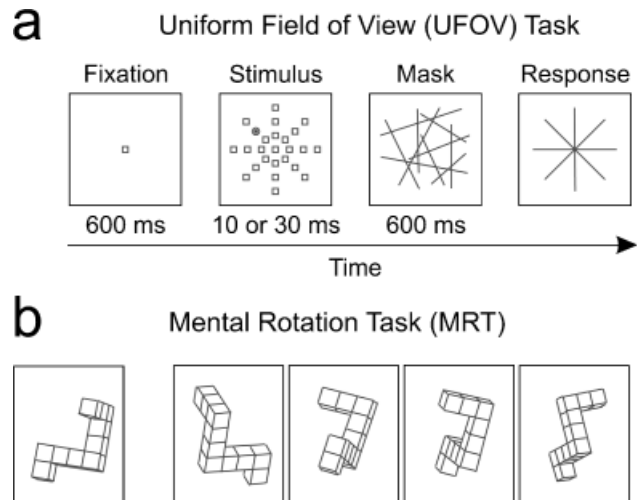 a
Uniform Field of View (UFOV) Task
Fixation Stimulus Mask Response
600 ms 10 or 30 ms 600 ms
Time
b
Mental Rotation Task (MRT)